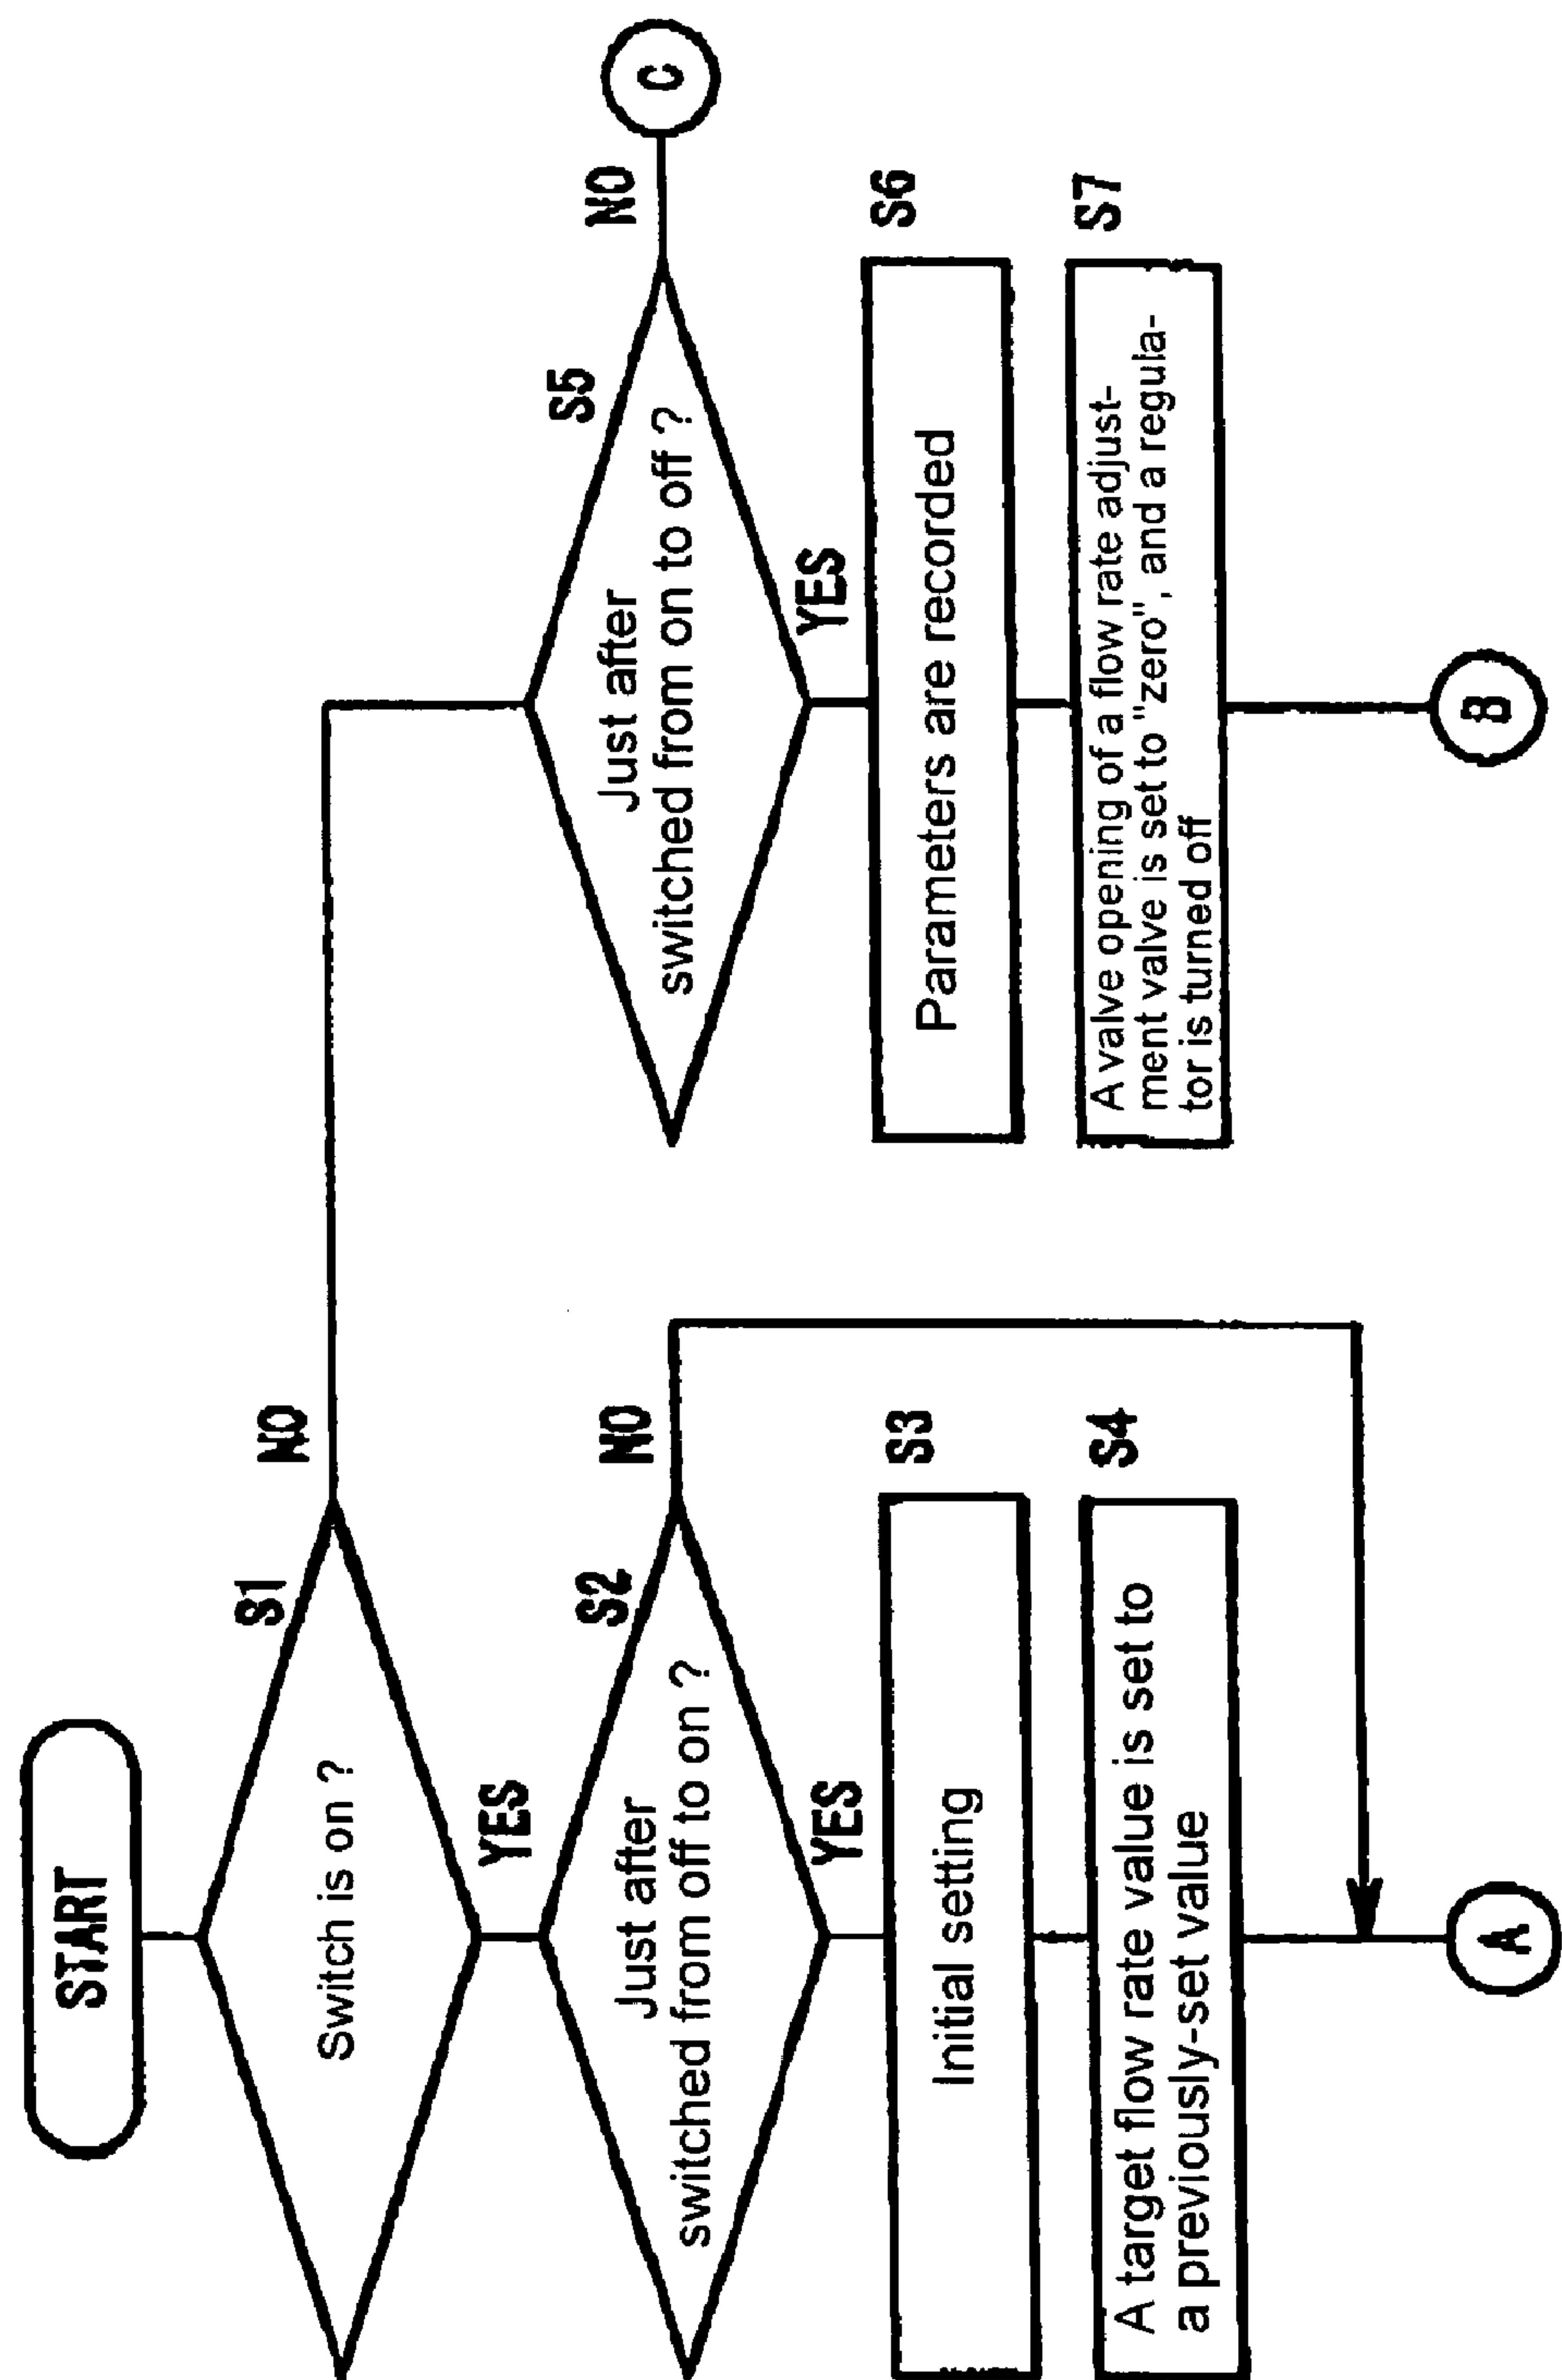 START
S1
Switch is on ?
NO
YES
S2
Just after
switched from off to on ?
NO
YES
S3
Initial setting
S4
A target flow rate value is set to
a previously-set value
A
S5
Just after
switched from on to off ?
NO
C
YES
S6
Parameters are recorded
S7
A valve opening of a flow rate adjust-
ment valve is set to "zero", and a regula-
tor is turned off
B